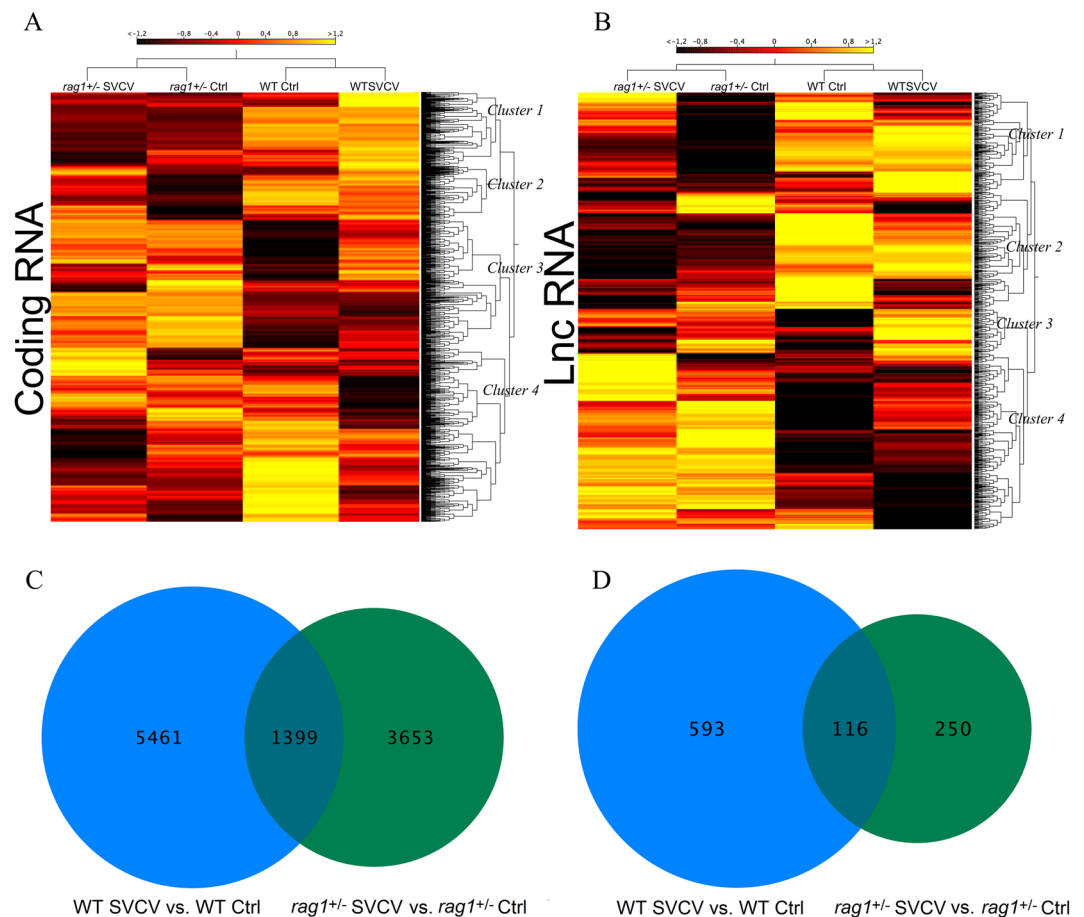 A
<-1,2 -0,8 -0,4 0 0,4 0,8 >1,2
rag1+/- SVCV rag1+/- Ctrl WT Ctrl WTSVCV
Coding RNA
Cluster 1
Cluster 2
Cluster 3
Cluster 4
B
<-1,2 -0,8 -0,4 0 0,4 0,8 >1,2
rag1+/- SVCV rag1+/- Ctrl WT Ctrl WTSVCV
Lnc RNA
Cluster 1
Cluster 2
Cluster 3
Cluster 4
C
5461 1399 3653
WT SVCV vs. WT Ctrl rag1+/- SVCV vs. rag1+/- Ctrl
D
593 116 250
WT SVCV vs. WT Ctrl rag1+/- SVCV vs. rag1+/- Ctrl